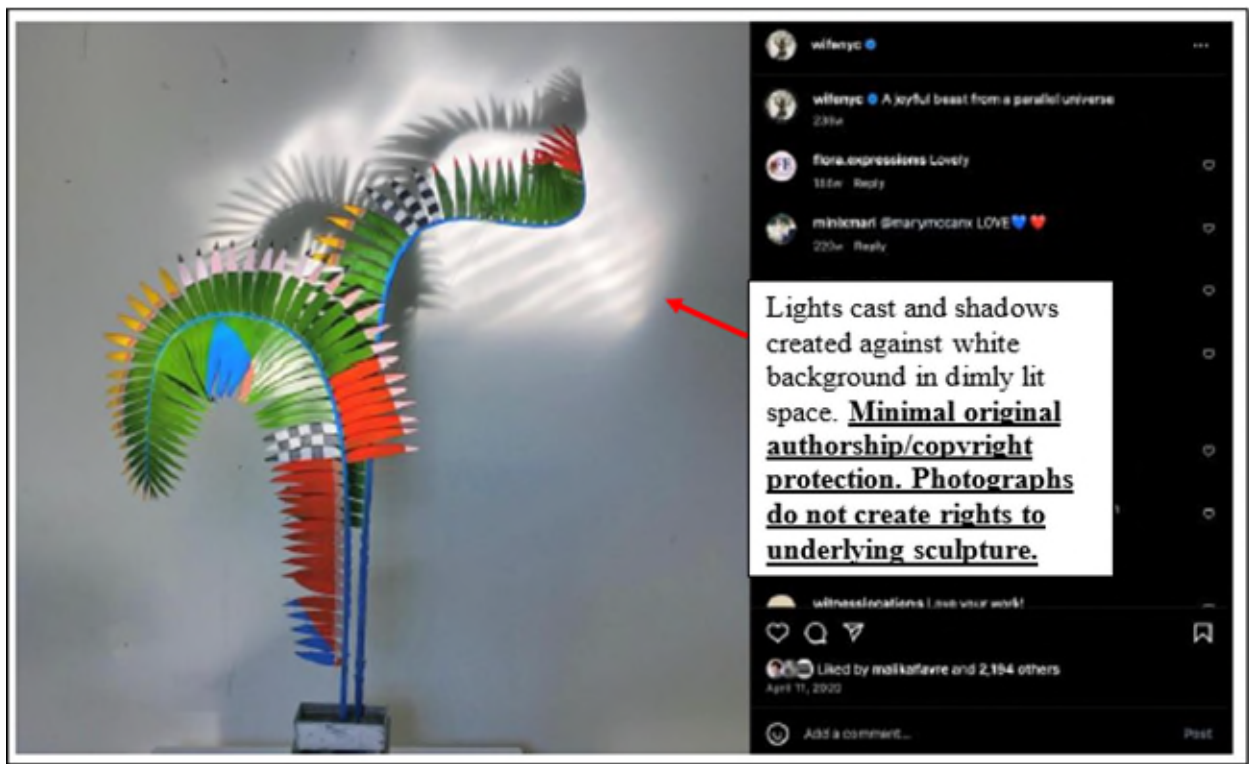 wifenyc
wifenyc A joyful beast from a parallel universe
flora.expressions Lovely
Reply
minixmari @marymccanx LOVE💙 ❤️
220w Reply
Lights cast and shadows
created against white
background in dimly lit
space. Minimal original
authorship/copyright
protection. Photographs
do not create rights to
underlying sculpture.
witnesslocations Love your work!
Liked by malikafavre and 2,194 others
April 11, 2020
Add a comment...
Post